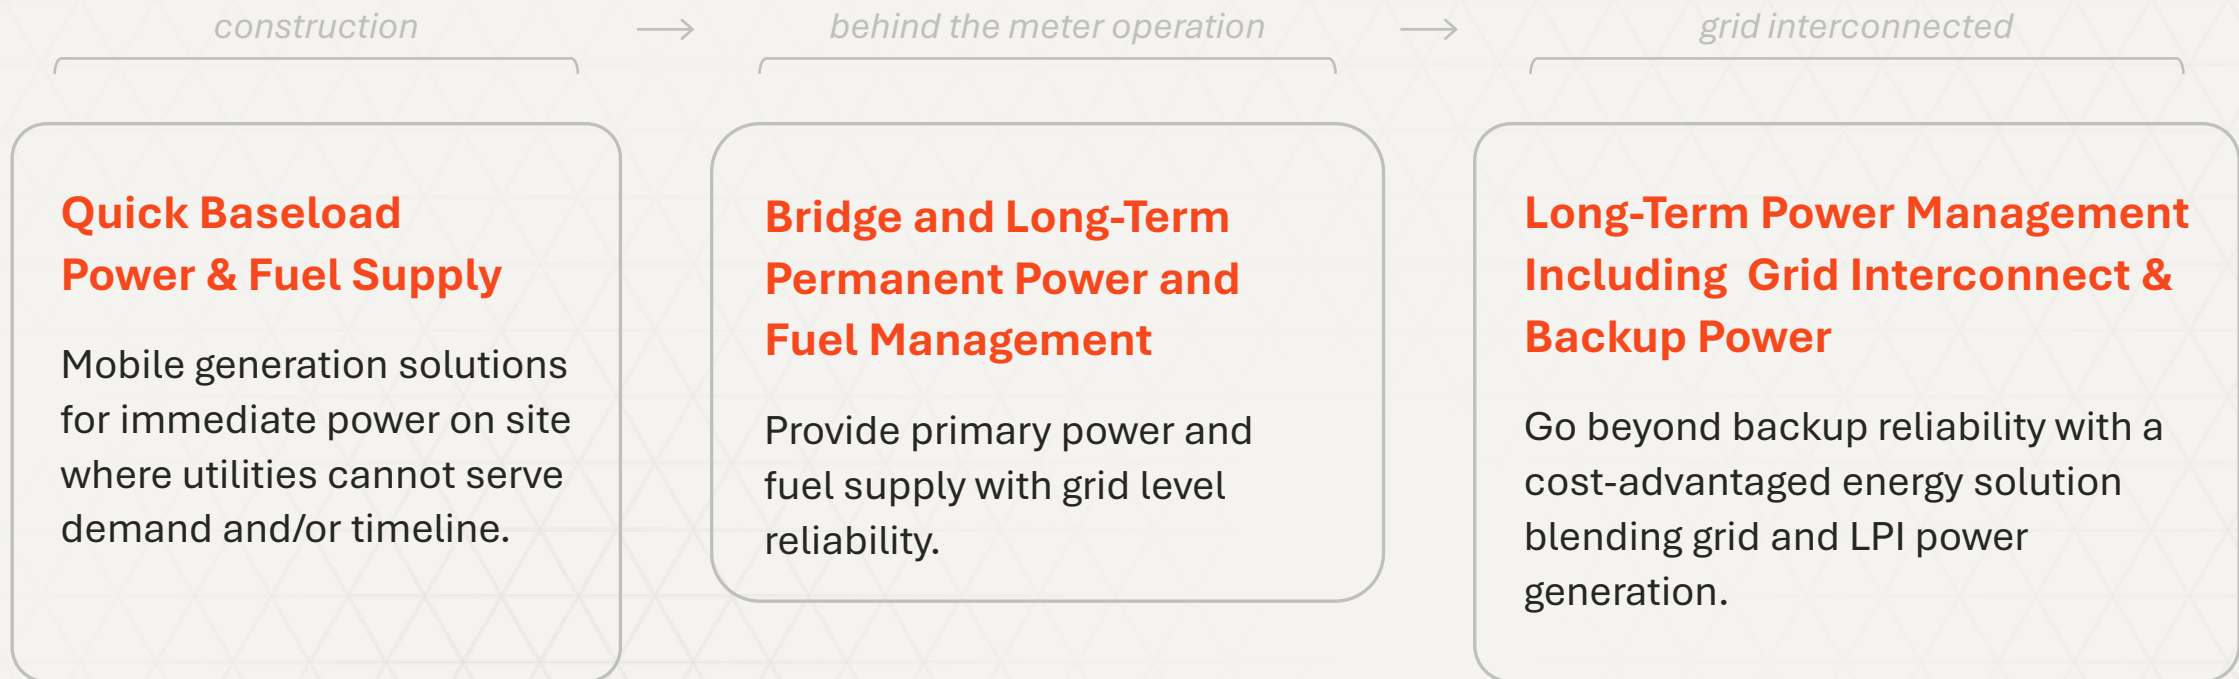 construction
→
behind the meter operation
→
grid interconnected
Quick Baseload
Power & Fuel Supply
Mobile generation solutions
for immediate power on site
where utilities cannot serve
demand and/or timeline.
Bridge and Long-Term
Permanent Power and
Fuel Management
Provide primary power and
fuel supply with grid level
reliability.
Long-Term Power Management
Including  Grid Interconnect &
Backup Power
Go beyond backup reliability with a
cost-advantaged energy solution
blending grid and LPI power
generation.